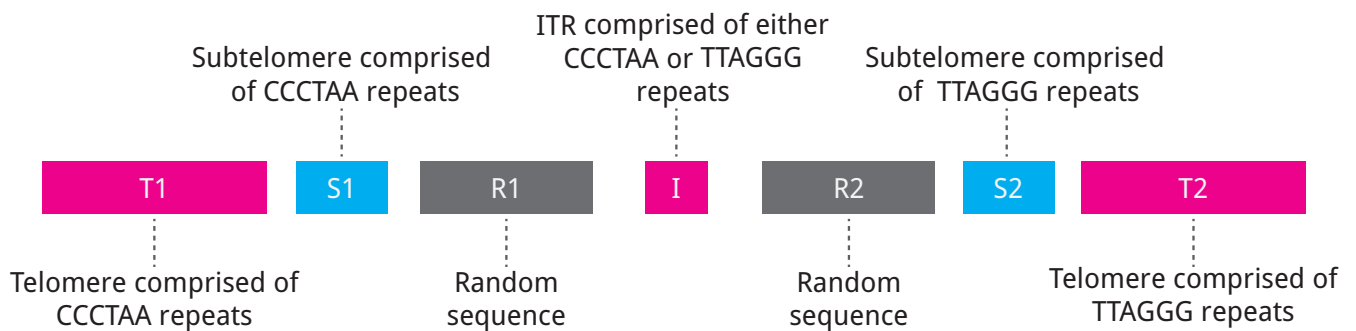 ITR comprised of either
CCCTAA or TTAGGG
repeats
Subtelomere comprised
of CCCTAA repeats
Subtelomere comprised
of TTAGGG repeats
T1
S1
R1
I
R2
S2
T2
Telomere comprised of
CCCTAA repeats
Random
sequence
Random
sequence
Telomere comprised of
TTAGGG repeats